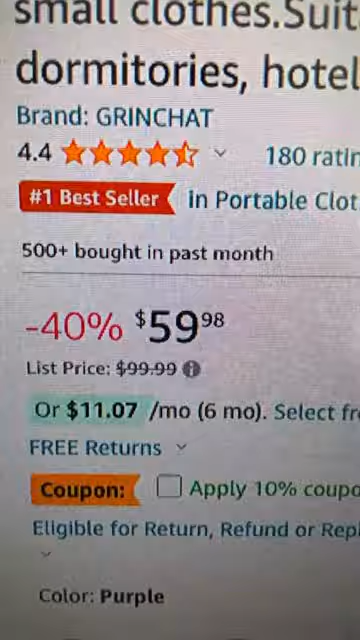 small clothes.Suit
dormitories, hotel
Brand: GRINCHAT
4.4
180 ratin
#1 Best Seller in Portable Clot
500+ bought in past month
-40% $59 98
List Price: $99.99
Or $11.07 /mo (6 mo). Select fr
FREE Returns
Coupon: Apply 10% coupo
Eligible for Return, Refund or Repl
Color: Purple